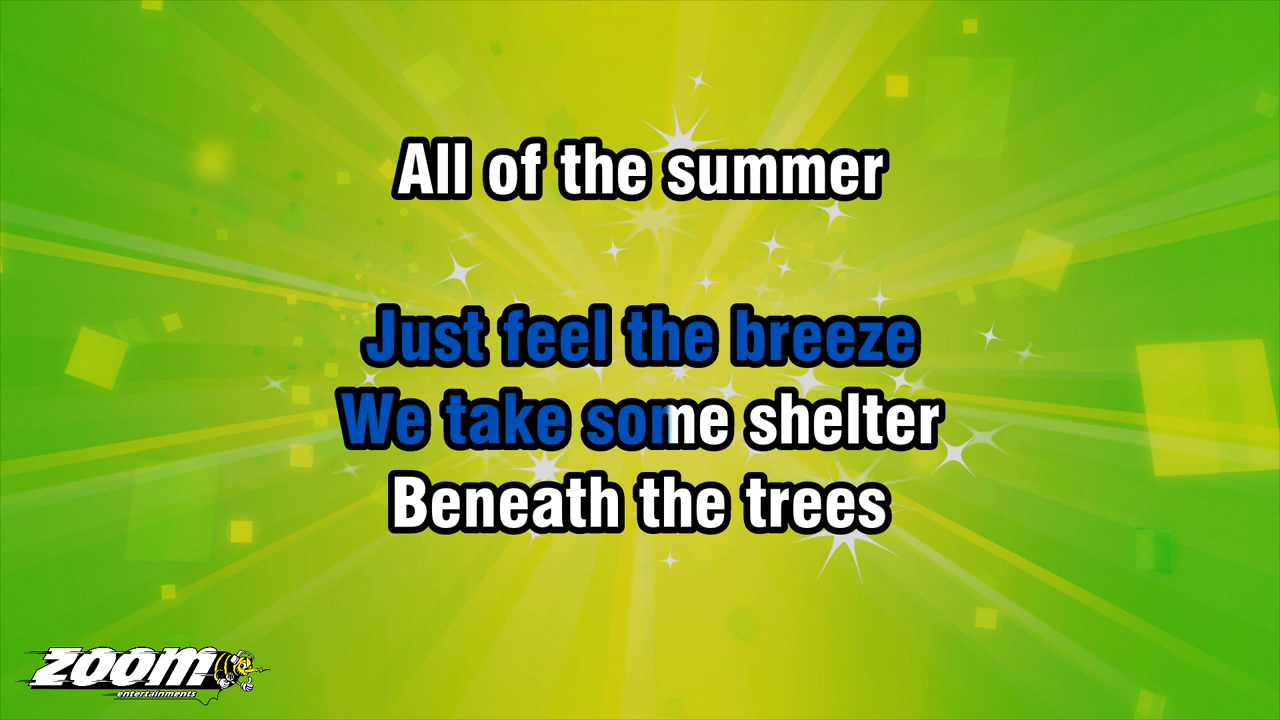 All of the summer
Just feel the breeze
We take some shelter
Beneath the trees
ZOOM
entertainments